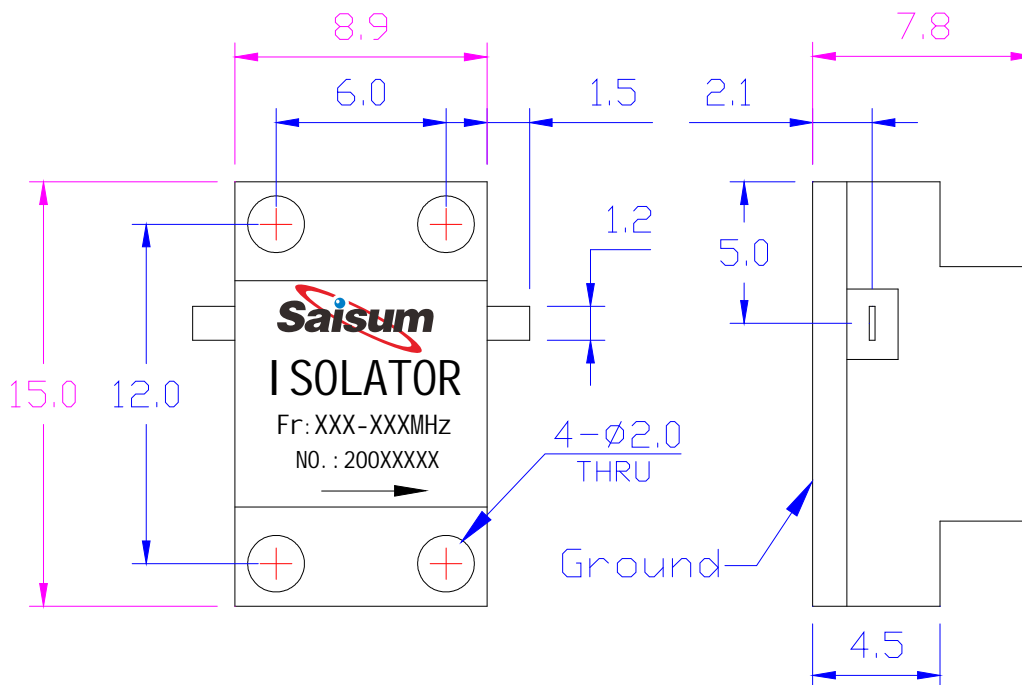 8.9
7.8
6.0
1.5
2.1
1.2
5.0
Saisum
ISOLATOR
15.0
12.0
Fr:XXX-XXXMHz
4-ø2.0
NO.:200XXXXX
THRU
Ground
4.5